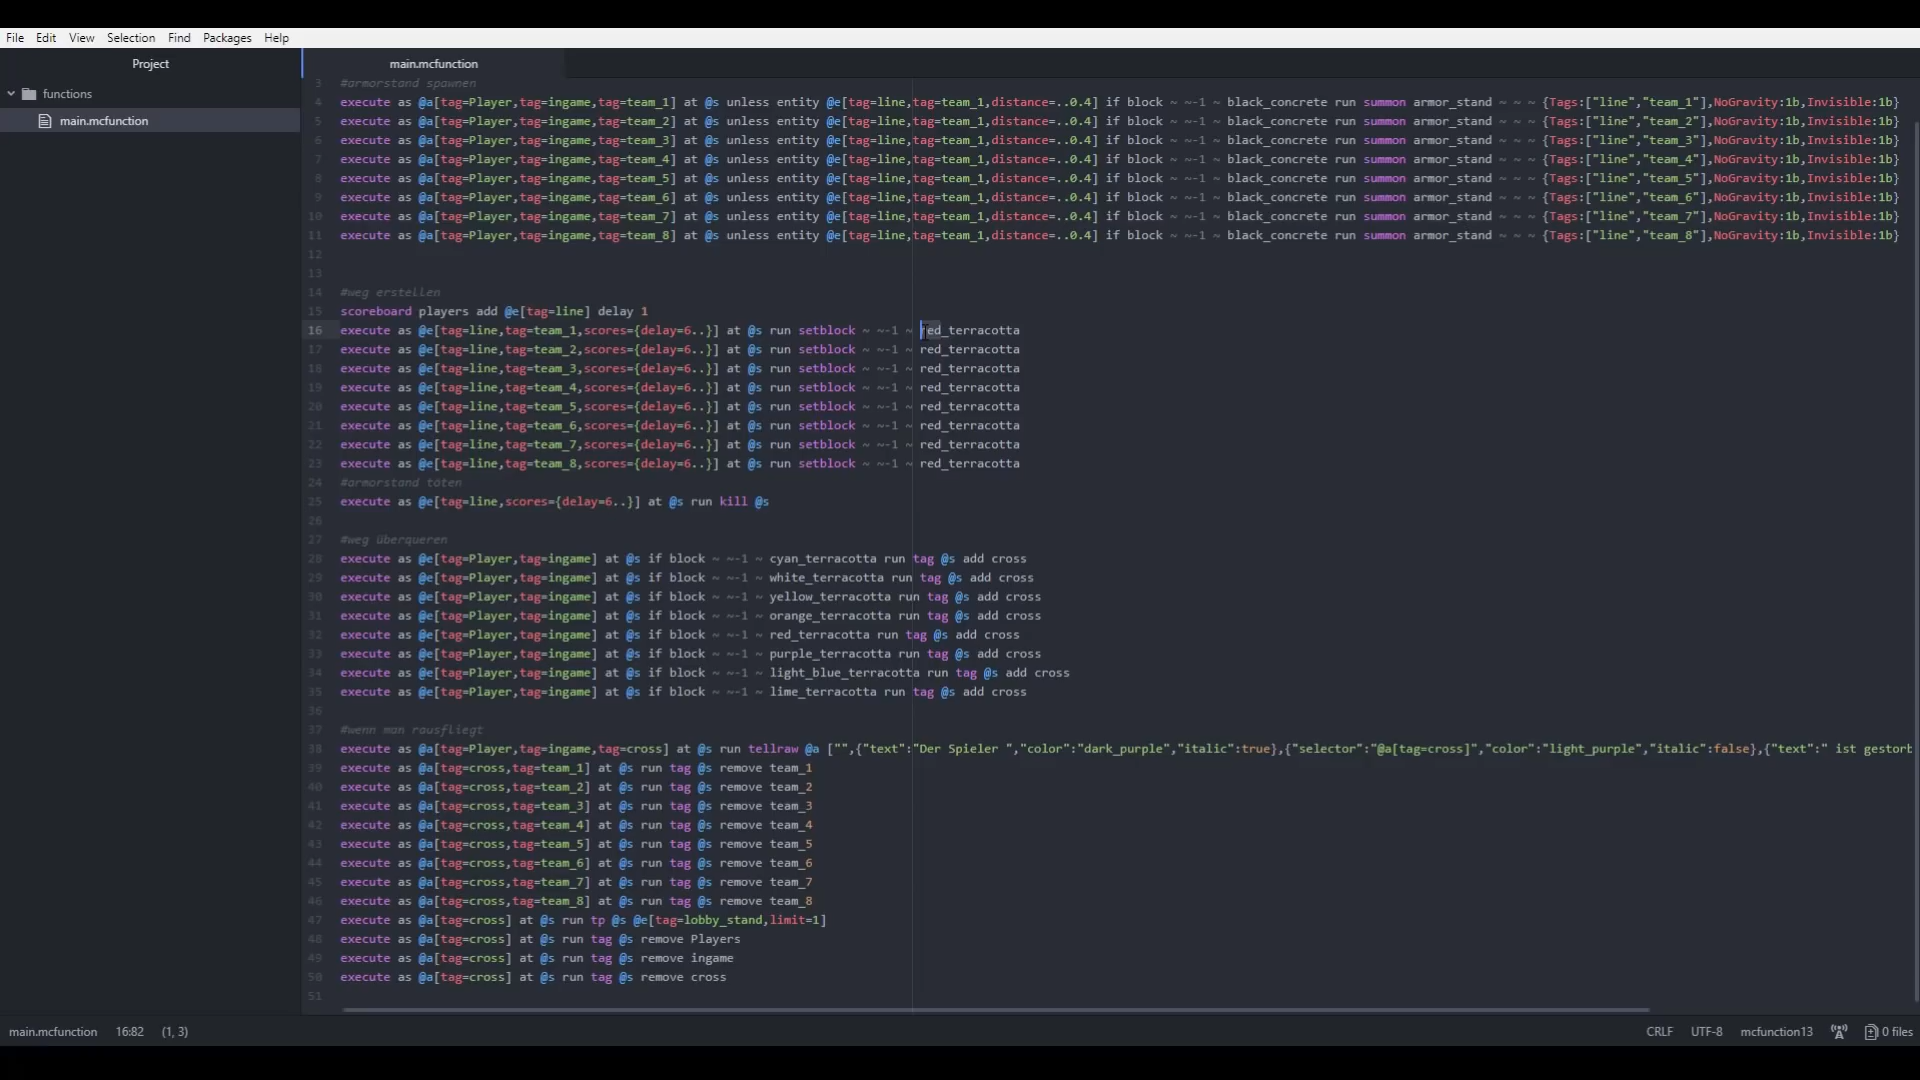 File Edit View Selection Find Packages Help
Project
main.mcfunction
functions
main.mcfunction
3 #armorstand spawnen
4 execute as @a[tag=Player,tag=ingame,tag=team_1] at @s unless entity @e[tag=line,tag=team_1,distance=..0.4] if block ~ ~-1 ~ black_concrete run summon armor_stand ~ ~ ~ {Tags:["line","team_1"],NoGravity:1b,Invisible:1b}
5 execute as @a[tag=Player,tag=ingame,tag=team_2] at @s unless entity @e[tag=line,tag=team_1,distance=..0.4] if block ~ ~-1 ~ black_concrete run summon armor_stand ~ ~ ~ {Tags:["line","team_2"],NoGravity:1b,Invisible:1b}
6 execute as @a[tag=Player,tag=ingame,tag=team_3] at @s unless entity @e[tag=line,tag=team_1,distance=..0.4] if block ~ ~-1 ~ black_concrete run summon armor_stand ~ ~ ~ {Tags:["line","team_3"],NoGravity:1b,Invisible:1b}
7 execute as @a[tag=Player,tag=ingame,tag=team_4] at @s unless entity @e[tag=line,tag=team_1,distance=..0.4] if block ~ ~-1 ~ black_concrete run summon armor_stand ~ ~ ~ {Tags:["line","team_4"],NoGravity:1b,Invisible:1b}
8 execute as @a[tag=Player,tag=ingame,tag=team_5] at @s unless entity @e[tag=line,tag=team_1,distance=..0.4] if block ~ ~-1 ~ black_concrete run summon armor_stand ~ ~ ~ {Tags:["line","team_5"],NoGravity:1b,Invisible:1b}
9 execute as @a[tag=Player,tag=ingame,tag=team_6] at @s unless entity @e[tag=line,tag=team_1,distance=..0.4] if block ~ ~-1 ~ black_concrete run summon armor_stand ~ ~ ~ {Tags:["line","team_6"],NoGravity:1b,Invisible:1b}
10 execute as @a[tag=Player,tag=ingame,tag=team_7] at @s unless entity @e[tag=line,tag=team_1,distance=..0.4] if block ~ ~-1 ~ black_concrete run summon armor_stand ~ ~ ~ {Tags:["line","team_7"],NoGravity:1b,Invisible:1b}
11 execute as @a[tag=Player,tag=ingame,tag=team_8] at @s unless entity @e[tag=line,tag=team_1,distance=..0.4] if block ~ ~-1 ~ black_concrete run summon armor_stand ~ ~ ~ {Tags:["line","team_8"],NoGravity:1b,Invisible:1b}
12
13
14 #weg erstellen
15 scoreboard players add @e[tag=line] delay 1
16 execute as @e[tag=line,tag=team_1,scores={delay=6..}] at @s run setblock ~ ~-1 ~ red_terracotta
17 execute as @e[tag=line,tag=team_2,scores={delay=6..}] at @s run setblock ~ ~-1 ~ red_terracotta
18 execute as @e[tag=line,tag=team_3,scores={delay=6..}] at @s run setblock ~ ~-1 ~ red_terracotta
19 execute as @e[tag=line,tag=team_4,scores={delay=6..}] at @s run setblock ~ ~-1 ~ red_terracotta
20 execute as @e[tag=line,tag=team_5,scores={delay=6..}] at @s run setblock ~ ~-1 ~ red_terracotta
21 execute as @e[tag=line,tag=team_6,scores={delay=6..}] at @s run setblock ~ ~-1 ~ red_terracotta
22 execute as @e[tag=line,tag=team_7,scores={delay=6..}] at @s run setblock ~ ~-1 ~ red_terracotta
23 execute as @e[tag=line,tag=team_8,scores={delay=6..}] at @s run setblock ~ ~-1 ~ red_terracotta
24 #armorstand töten
25 execute as @e[tag=line,scores={delay=6..}] at @s run kill @s
26
27 #weg überqueren
28 execute as @e[tag=Player,tag=ingame] at @s if block ~ ~-1 ~ cyan_terracotta run tag @s add cross
29 execute as @e[tag=Player,tag=ingame] at @s if block ~ ~-1 ~ white_terracotta run tag @s add cross
30 execute as @e[tag=Player,tag=ingame] at @s if block ~ ~-1 ~ yellow_terracotta run tag @s add cross
31 execute as @e[tag=Player,tag=ingame] at @s if block ~ ~-1 ~ orange_terracotta run tag @s add cross
32 execute as @e[tag=Player,tag=ingame] at @s if block ~ ~-1 ~ red_terracotta run tag @s add cross
33 execute as @e[tag=Player,tag=ingame] at @s if block ~ ~-1 ~ purple_terracotta run tag @s add cross
34 execute as @e[tag=Player,tag=ingame] at @s if block ~ ~-1 ~ light_blue_terracotta run tag @s add cross
35 execute as @e[tag=Player,tag=ingame] at @s if block ~ ~-1 ~ lime_terracotta run tag @s add cross
36
37 #wenn man rausfliegt
38 execute as @a[tag=Player,tag=ingame,tag=cross] at @s run tellraw @a ["",{"text":"Der Spieler ","color":"dark_purple","italic":true},{"selector":"@a[tag=cross]","color":"light_purple","italic":false},{"text":" ist gestorb
39 execute as @a[tag=cross,tag=team_1] at @s run tag @s remove team_1
40 execute as @a[tag=cross,tag=team_2] at @s run tag @s remove team_2
41 execute as @a[tag=cross,tag=team_3] at @s run tag @s remove team_3
42 execute as @a[tag=cross,tag=team_4] at @s run tag @s remove team_4
43 execute as @a[tag=cross,tag=team_5] at @s run tag @s remove team_5
44 execute as @a[tag=cross,tag=team_6] at @s run tag @s remove team_6
45 execute as @a[tag=cross,tag=team_7] at @s run tag @s remove team_7
46 execute as @a[tag=cross,tag=team_8] at @s run tag @s remove team_8
47 execute as @a[tag=cross] at @s run tp @s @e[tag=lobby_stand,limit=1]
48 execute as @a[tag=cross] at @s run tag @s remove Players
49 execute as @a[tag=cross] at @s run tag @s remove ingame
50 execute as @a[tag=cross] at @s run tag @s remove cross
51
main.mcfunction 16:82 (1, 3) CRLF UTF-8 mcfunction13 0 files